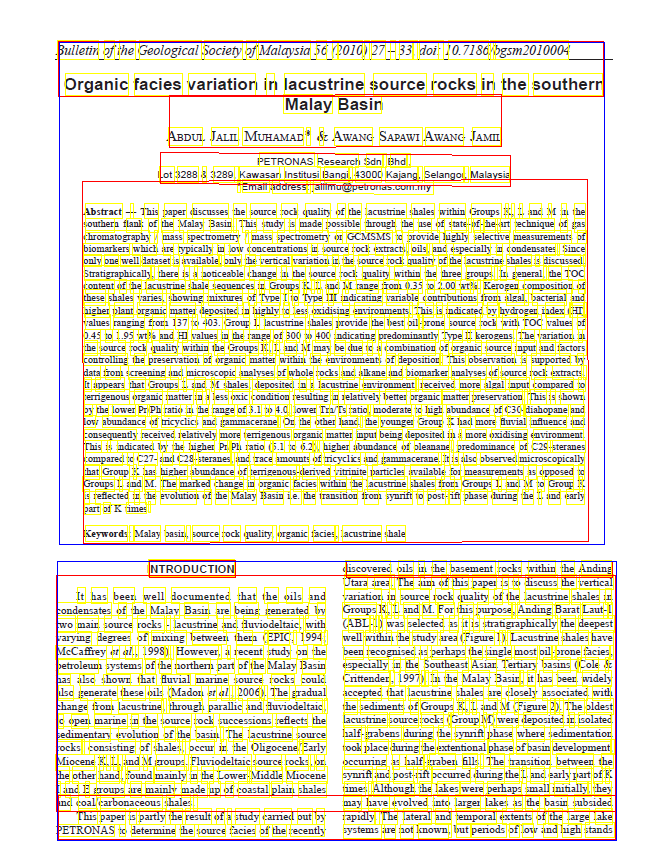 Bulletin of the Geological Society of Malaysia 56 (2010) 27 – 33, doi: 10.7186/bgsm2010004
Organic facies variation in lacustrine source rocks in the southern
Malay Basin
Abdul Jalil Muhamad* & Awang Sapawi Awang Jamil
PETRONAS Research Sdn. Bhd.
Lot 3288 & 3289, Kawasan Institusi Bangi, 43000 Kajang, Selangor, Malaysia
*Email address: jalilmu@petronas.com.my
Abstract --- This paper discusses the source rock quality of the lacustrine shales within Groups K, L and M in the
southern flank of the Malay Basin. This study is made possible through the use of state-of-the-art technique of gas
chromatography / mass spectrometry / mass spectrometry or GCMSMS to provide highly selective measurements of
biomarkers which are typically in low concentrations in source rock extracts, oils, and especially in condensates. Since
only one well dataset is available, only the vertical variation in the source rock quality of the lacustrine shales is discussed.
Stratigraphically, there is a noticeable change in the source rock quality within the three groups. In general, the TOC
content of the lacustrine shale sequences in Groups K, L and M range from 0.35 to 2.00 wt%. Kerogen composition of
these shales varies, showing mixtures of Type I to Type III indicating variable contributions from algal, bacterial and
higher plant organic matter deposited in highly to less oxidising environments. This is indicated by hydrogen index (HI)
values ranging from 137 to 403. Group L lacustrine shales provide the best oil-prone source rock with TOC values of
0.45 to 1.95 wt% and HI values in the range of 300 to 400 indicating predominantly Type II kerogens. The variation in
the source rock quality within the Groups K, L and M may be due to a combination of organic source input and factors
controlling the preservation of organic matter within the environments of deposition. This observation is supported by
data from screening and microscopic analyses of whole rocks and, alkane and biomarker analyses of source rock extracts.
It appears that Groups L and M shales, deposited in a lacustrine environment, received more algal input compared to
terrigenous organic matter in a less oxic condition resulting in relatively better organic matter preservation. This is shown
by the lower Pr/Ph ratio in the range of 3.1 to 4.0, lower Tm/Ts ratio, moderate to high abundance of C30-diahopane and
low abundance of tricyclics and gammacerane. On the other hand, the younger Group K had more fluvial influence and
consequently received relatively more terrigenous organic matter input being deposited in a more oxidising environment.
This is indicated by the higher Pr/Ph ratio (5.1 to 6.2), higher abundance of oleanane, predominance of C29-steranes
compared to C27- and C28-steranes, and trace amounts of tricyclics and gammacerane. It is also observed microscopically
that Group K has higher abundance of terrigenous-derived vitrinite particles available for measurements as opposed to
Groups L and M. The marked change in organic facies within the lacustrine shales from Groups L and M to Group K
is reflected in the evolution of the Malay Basin i.e. the transition from synrift to post-rift phase during the L and early
part of K times.
Keywords: Malay basin, source rock quality, organic facies, lacustrine shale
INTRODUCTION
It has been well documented that the oils and
condensates of the Malay Basin are being generated by
two main source rocks - lacustrine and fluviodeltaic, with
varying degrees of mixing between them (EPIC, 1994;
McCaffrey et al., 1998). However, a recent study on the
petroleum systems of the northern part of the Malay Basin
has also shown that fluvial marine source rocks could
also generate these oils (Madon et al., 2006). The gradual
change from lacustrine, through parallic and fluviodeltaic,
to open marine in the source rock successions reflects the
sedimentary evolution of the basin. The lacustrine source
rocks, consisting of shales, occur in the Oligocene/Early
Miocene K, L, and M groups. Fluviodeltaic source rocks, on
the other hand, found mainly in the Lower-Middle Miocene
I and E groups are mainly made up of coastal plain shales
and coal/carbonaceous shales.
This paper is partly the result of a study carried out by
PETRONAS to determine the source facies of the recently
discovered oils in the basement rocks within the Anding
Utara area. The aim of this paper is to discuss the vertical
variation in source rock quality of the lacustrine shales in
Groups K, L and M. For this purpose, Anding Barat Laut-1
(ABL-1) was selected as it is stratigraphically the deepest
well within the study area (Figure 1). Lacustrine shales have
been recognised as perhaps the single most oil-prone facies,
especially in the Southeast Asian Tertiary basins (Cole &
Crittenden, 1997). In the Malay Basin, it has been widely
accepted that lacustrine shales are closely associated with
the sediments of Groups K, L and M (Figure 2). The oldest
lacustrine source rocks (Group M) were deposited in isolated
half-grabens during the synrift phase where sedimentation
took place during the extentional phase of basin development,
occurring as half-graben fills. The transition between the
synrift and post-rift occurred during the L and early part of K
times. Although the lakes were perhaps small initially, they
may have evolved into larger lakes as the basin subsided
rapidly. The lateral and temporal extents of the large lake
systems are not known, but periods of low and high stands